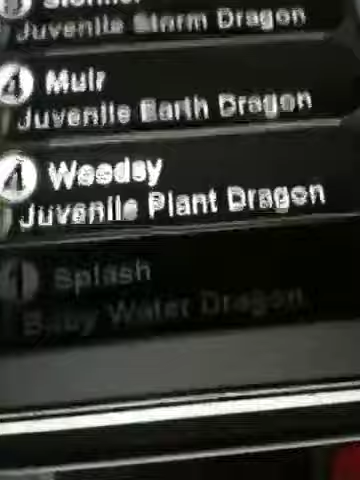 Juvenile Storm Dragon
4 Muir
Juvenile Earth Dragon
4 Weedsy
Juvenile Plant Dragon
Splash
Baby Water Dragon